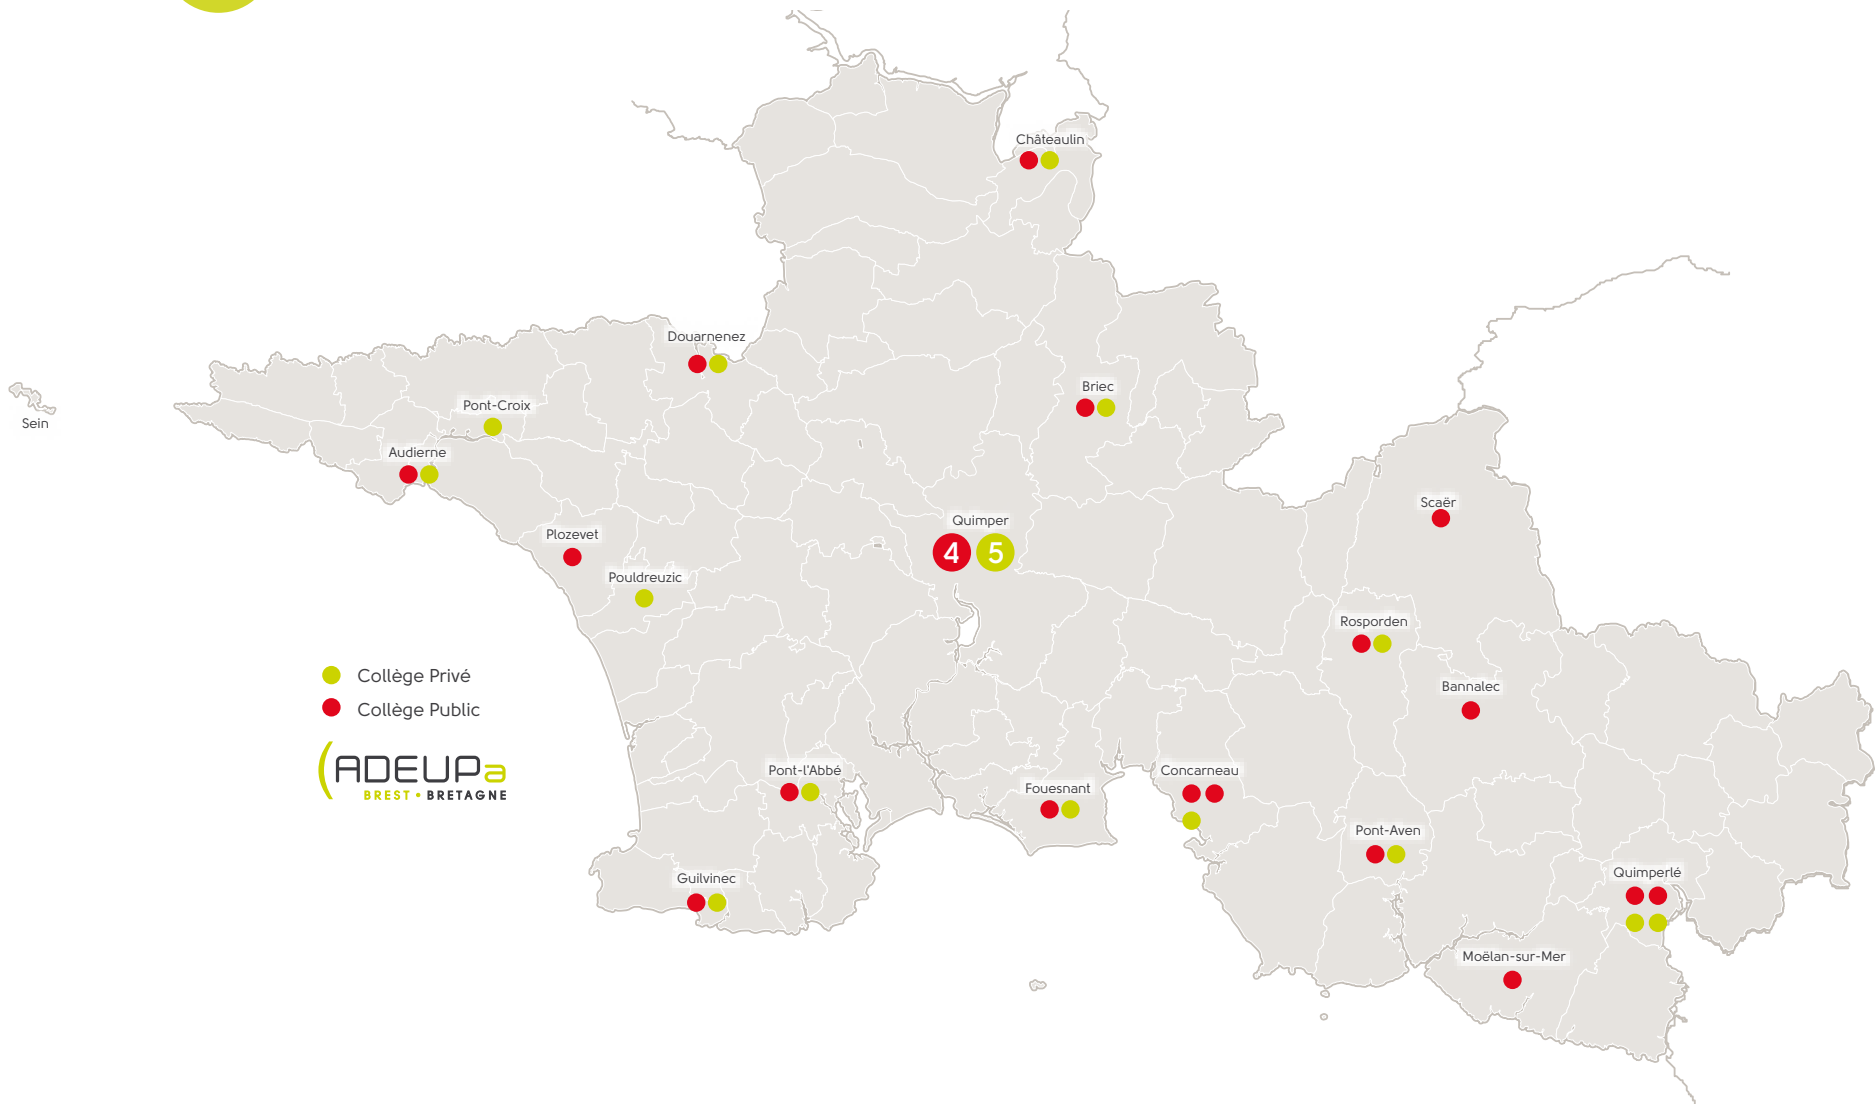 Châteaulin
Douarnenez
Briec
Pont-Croix
Sein
Audierne
Scaër
Quimper
4 5
Plozevet
Pouldreuzic
Rosporden
Collège Privé
Bannalec
Collège Public
ADEUPa
BREST • BRETAGNE
Pont-l'Abbé
Concarneau
Fouesnant
Pont-Aven
Quimperlé
Guilvinec
Moëlan-sur-Mer